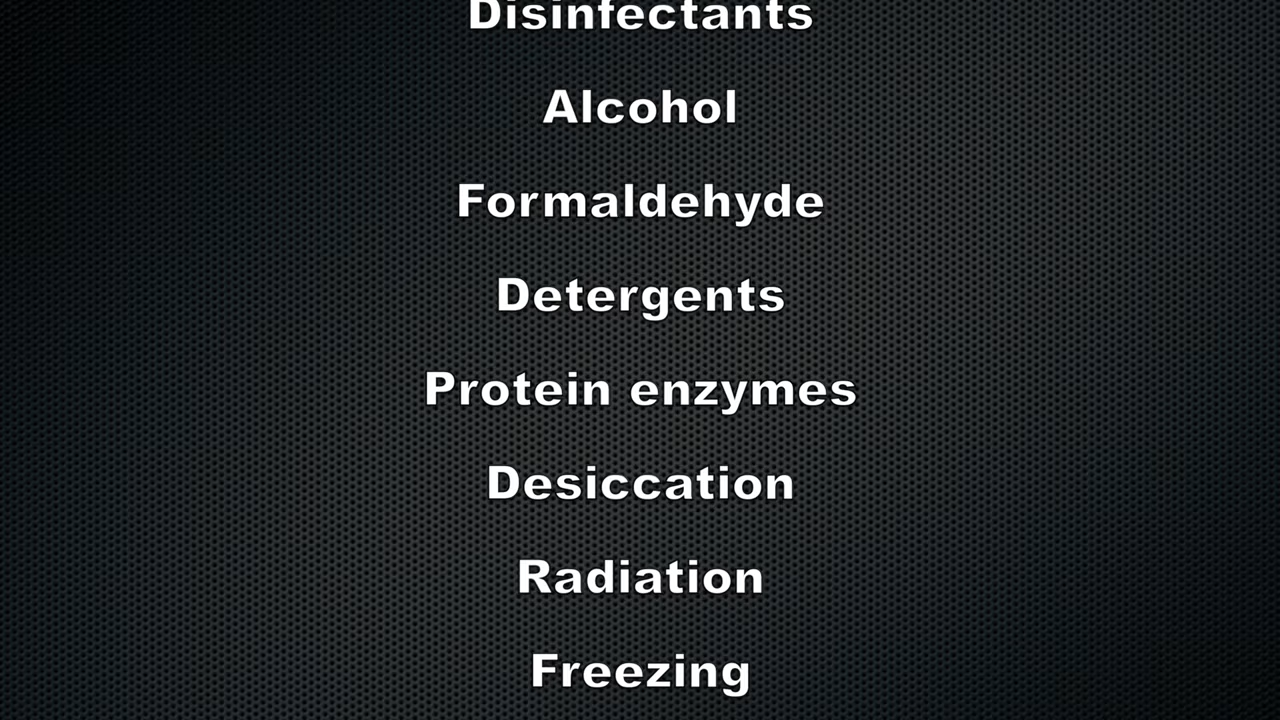 Disinfectants
Alcohol
Formaldehyde
Detergents
Protein enzymes
Desiccation
Radiation
Freezing